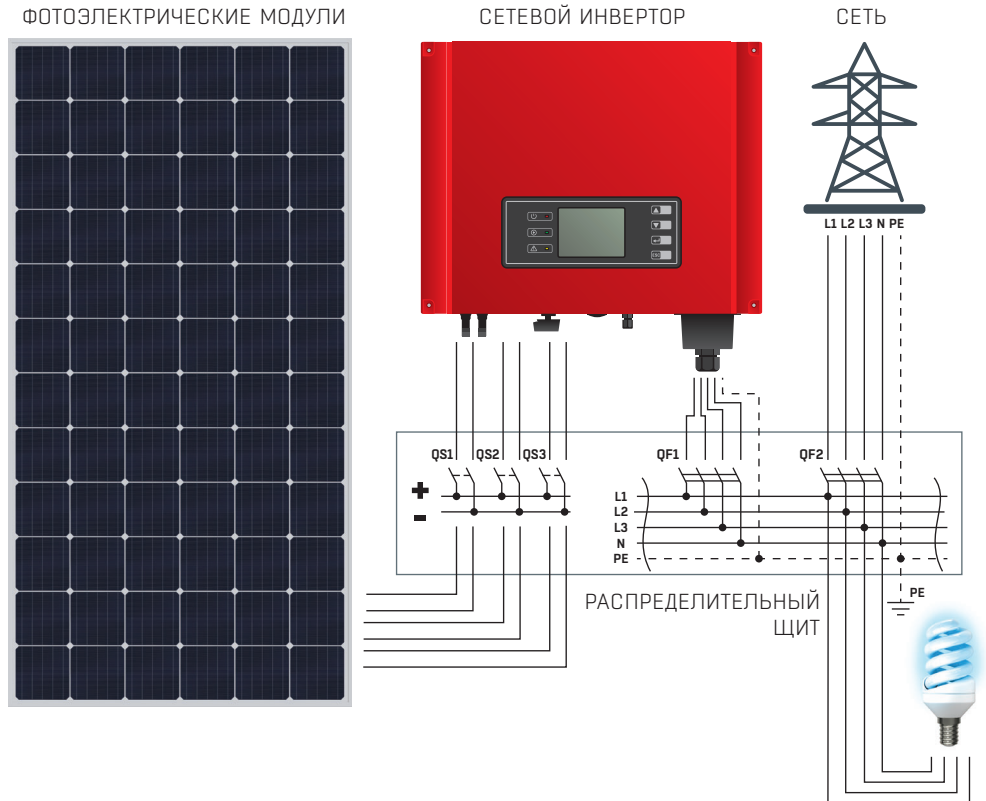 ФОТОЭЛЕКТРИЧЕСКИЕ МОДУЛИ
СЕТЕВОЙ ИНВЕРТОР
СЕТЬ
ESC
L1 L2 L3 N PE
QS1 QS2 QS3
QF1
QF2
+
-
L1
L2
L3
N
PE
PE
РАСПРЕДЕЛИТЕЛЬНЫЙ
ЩИТ